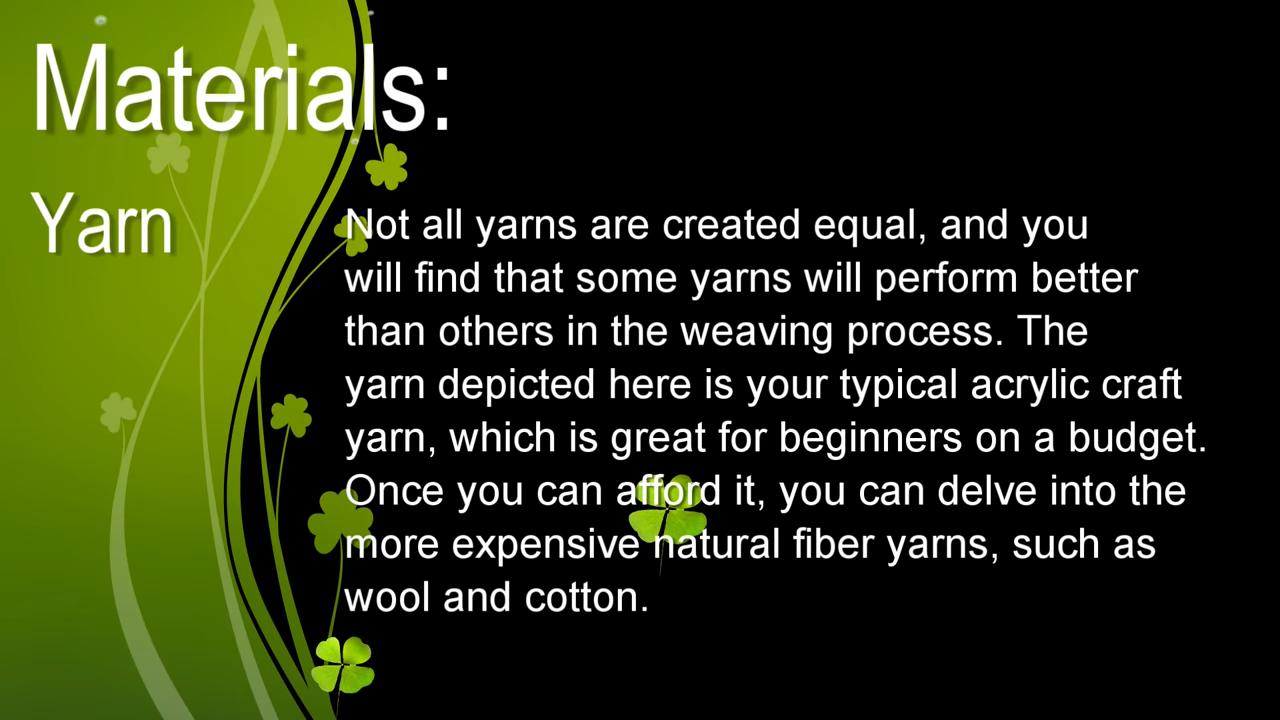 Materials:
Yarn
Not all yarns are created equal, and you
will find that some yarns will perform better
than others in the weaving process. The
yarn depicted here is your typical acrylic craft
yarn, which is great for beginners on a budget.
Once you can afford it, you can delve into the
more expensive natural fiber yarns, such as
wool and cotton.